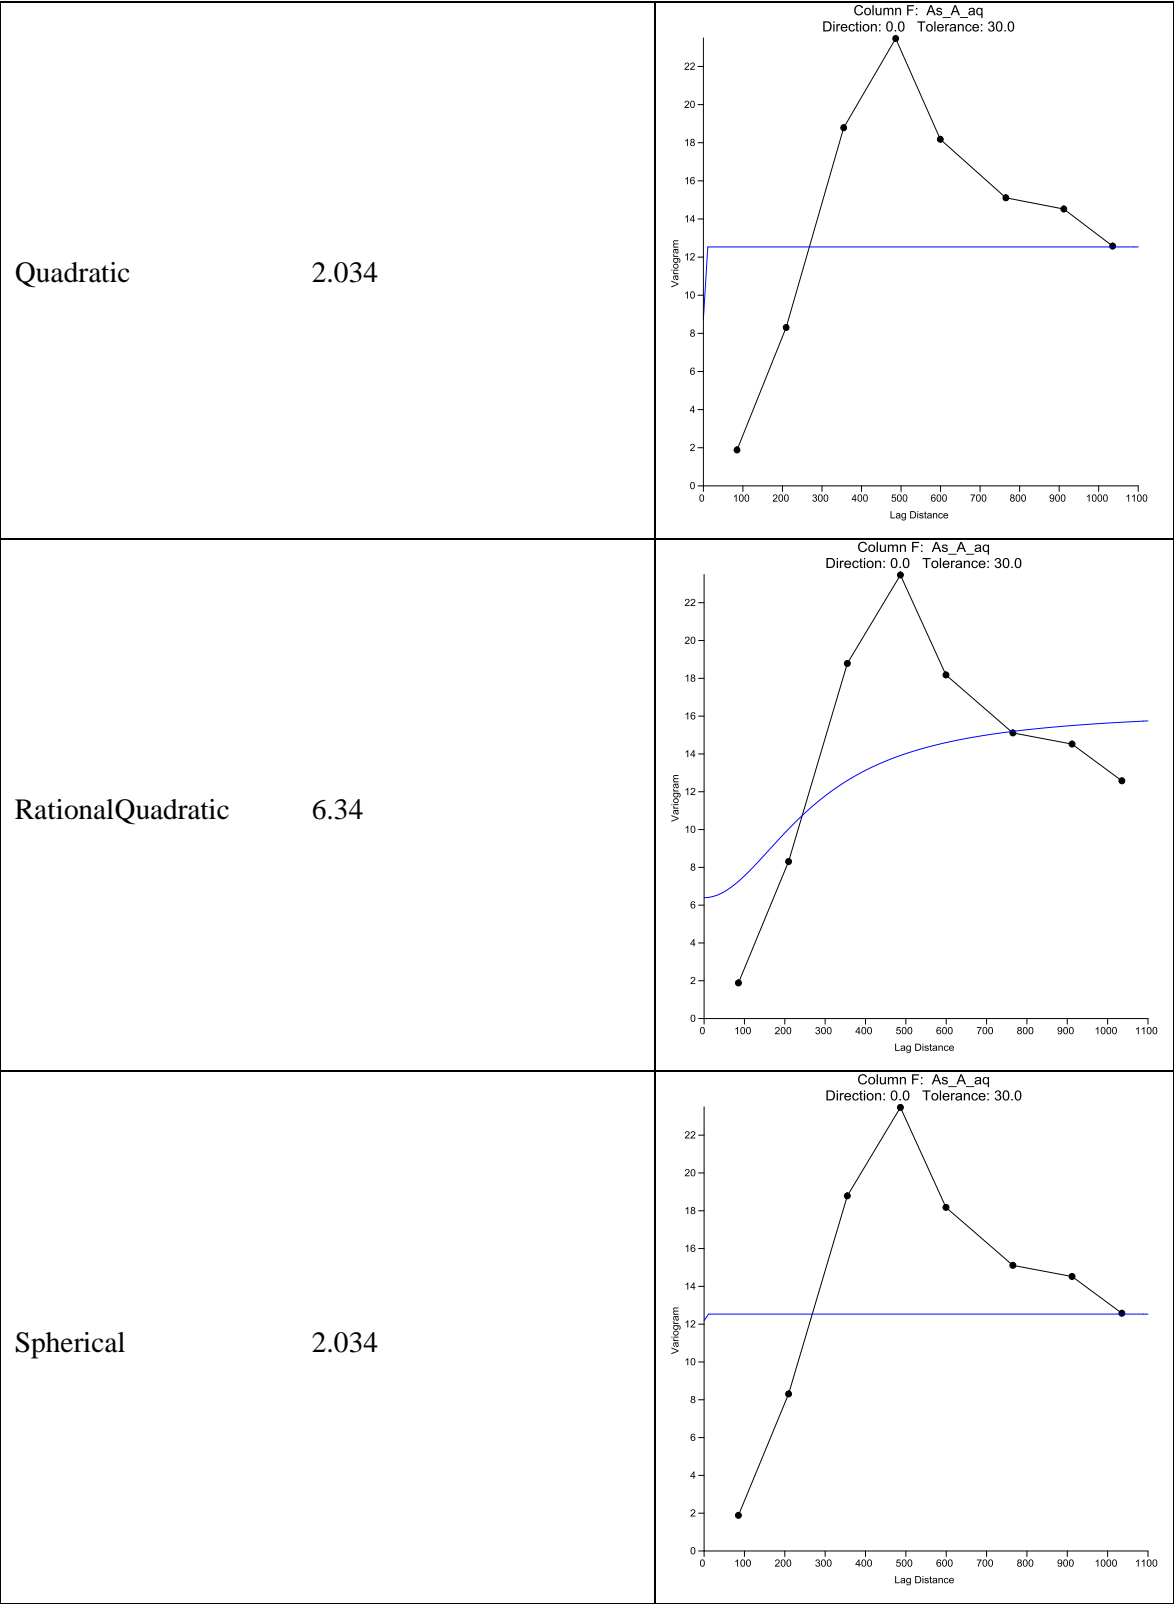 Quadratic 2.034
Column F: As_A_aq
Direction: 0.0 Tolerance: 30.0
22
20
18
16
14
12
10
8
6
4
2
0
Variogram
0 100 200 300 400 500 600 700 800 900 1000 1100
Lag Distance
RationalQuadratic 6.34
Column F: As_A_aq
Direction: 0.0 Tolerance: 30.0
22
20
18
16
14
12
10
8
6
4
2
0
Variogram
0 100 200 300 400 500 600 700 800 900 1000 1100
Lag Distance
Spherical 2.034
Column F: As_A_aq
Direction: 0.0 Tolerance: 30.0
22
20
18
16
14
12
10
8
6
4
2
0
Variogram
0 100 200 300 400 500 600 700 800 900 1000 1100
Lag Distance